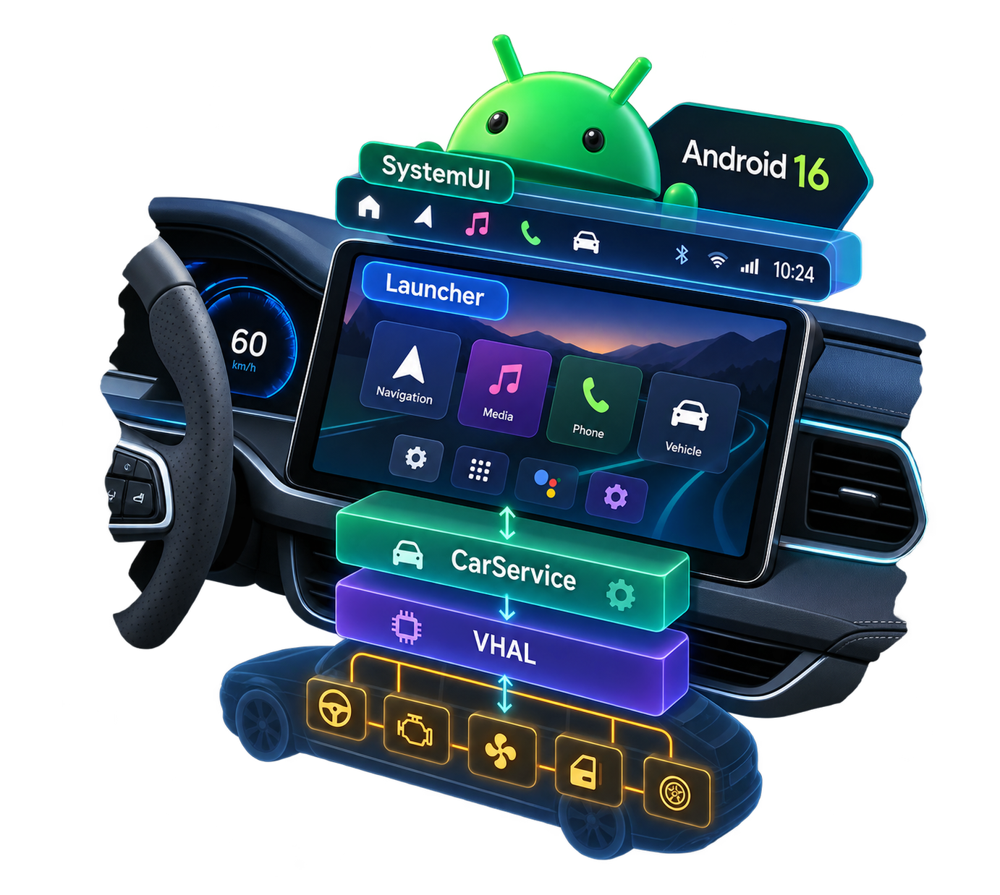 Android 16
SystemUI
10:24
Launcher
60
km/h
Navigation
Media
Phone
Vehicle
CarService
VHAL